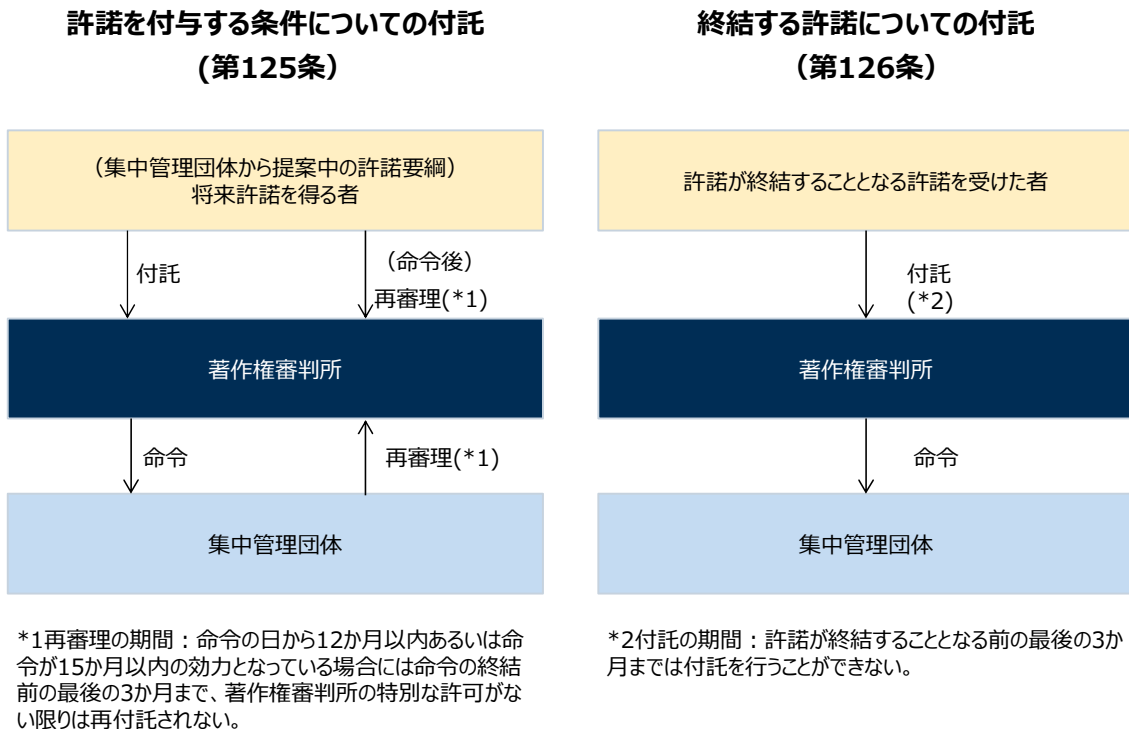 許諾を付与する条件についての付託
(第125条）
（集中管理団体から提案中の許諾要綱）
将来許諾を得る者
付託
（命令後）
再審理(*1)
著作権審判所
命令
再審理(*1)
集中管理団体
*1再審理の期間：命令の日から12か月以内あるいは命
令が15か月以内の効力となっている場合には命令の終結
前の最後の3か月まで、著作権審判所の特別な許可がな
い限りは再付託されない。
終結する許諾についての付託
（第126条）
許諾が終結することとなる許諾を受けた者
付託
(*2)
著作権審判所
命令
集中管理団体
*2付託の期間：許諾が終結することとなる前の最後の3か
月までは付託を行うことができない。